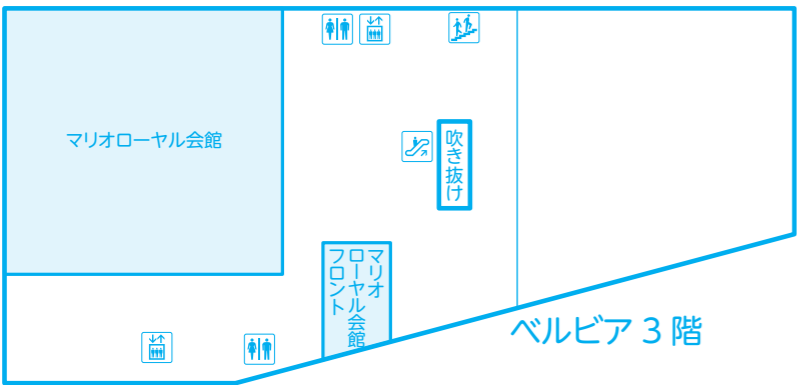 マリオローヤル会館
吹き抜け
マリオ
ローヤル会館
フロント
ベルビア 3 階